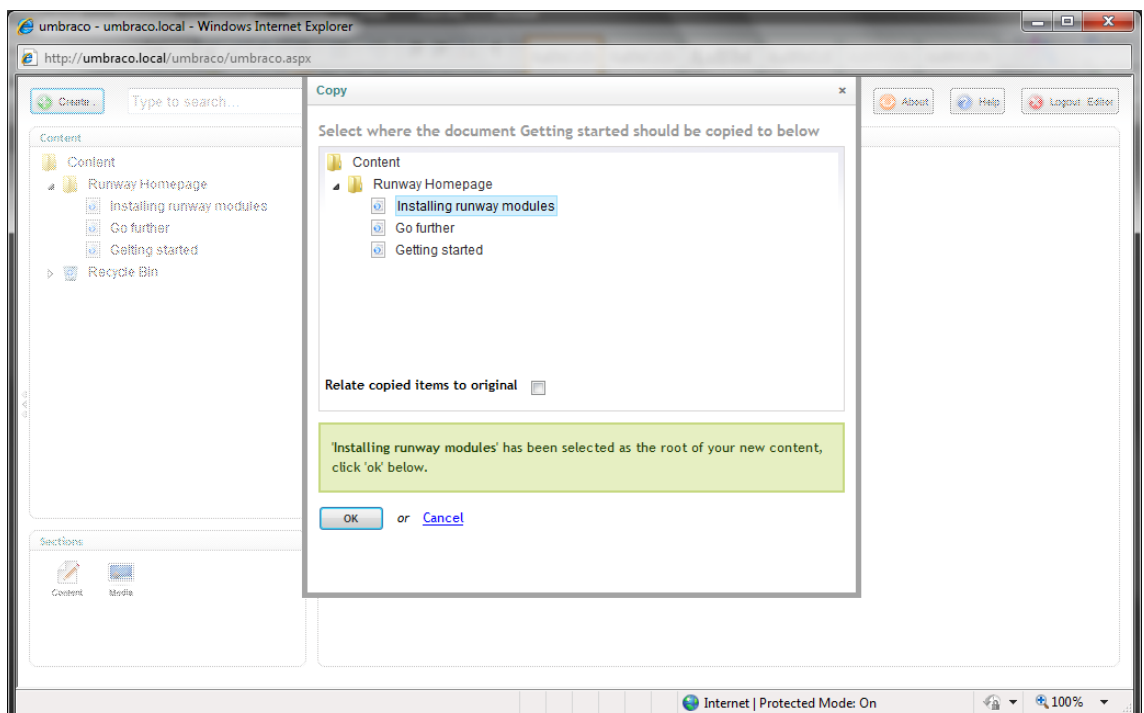 umbraco - umbraco.local - Windows Internet Explorer
http://umbraco.local/umbraco/umbraco.aspx
Create.
Type to search...
Content
Content
Runway Homepage
Installing runway modules
Go further
Getting started
Recycle Bin
Sections
Content
Media
Copy
x
Select where the document Getting started should be copied to below
Content
Runway Homepage
Installing runway modules
Go further
Getting started
Relate copied items to original
'Installing runway modules' has been selected as the root of your new content,
click 'ok' below.
OK or Cancel
About
Help
Logout Editor
Internet | Protected Mode: On
100%